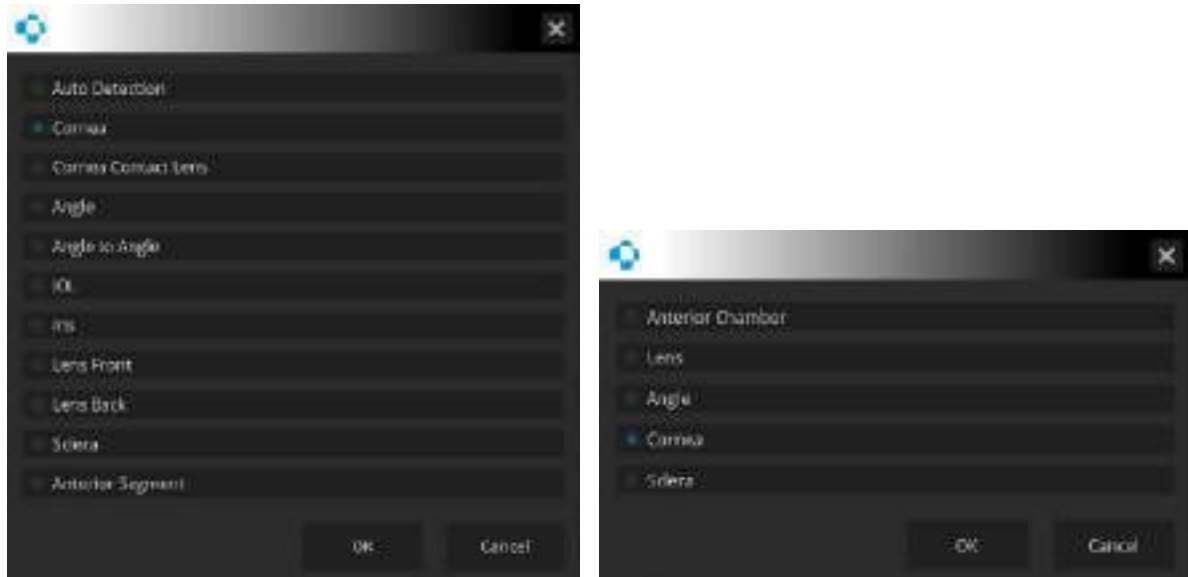 Auto Detection
Cornea
Cornea Contact Lens
Angle
Angle to Angle
IOL
Iris
Lens Front
Lens Back
Sclera
Anterior Segment
OK
Cancel
Anterior Chamber
Lens
Angle
Cornea
Sclera
OK
Cancel